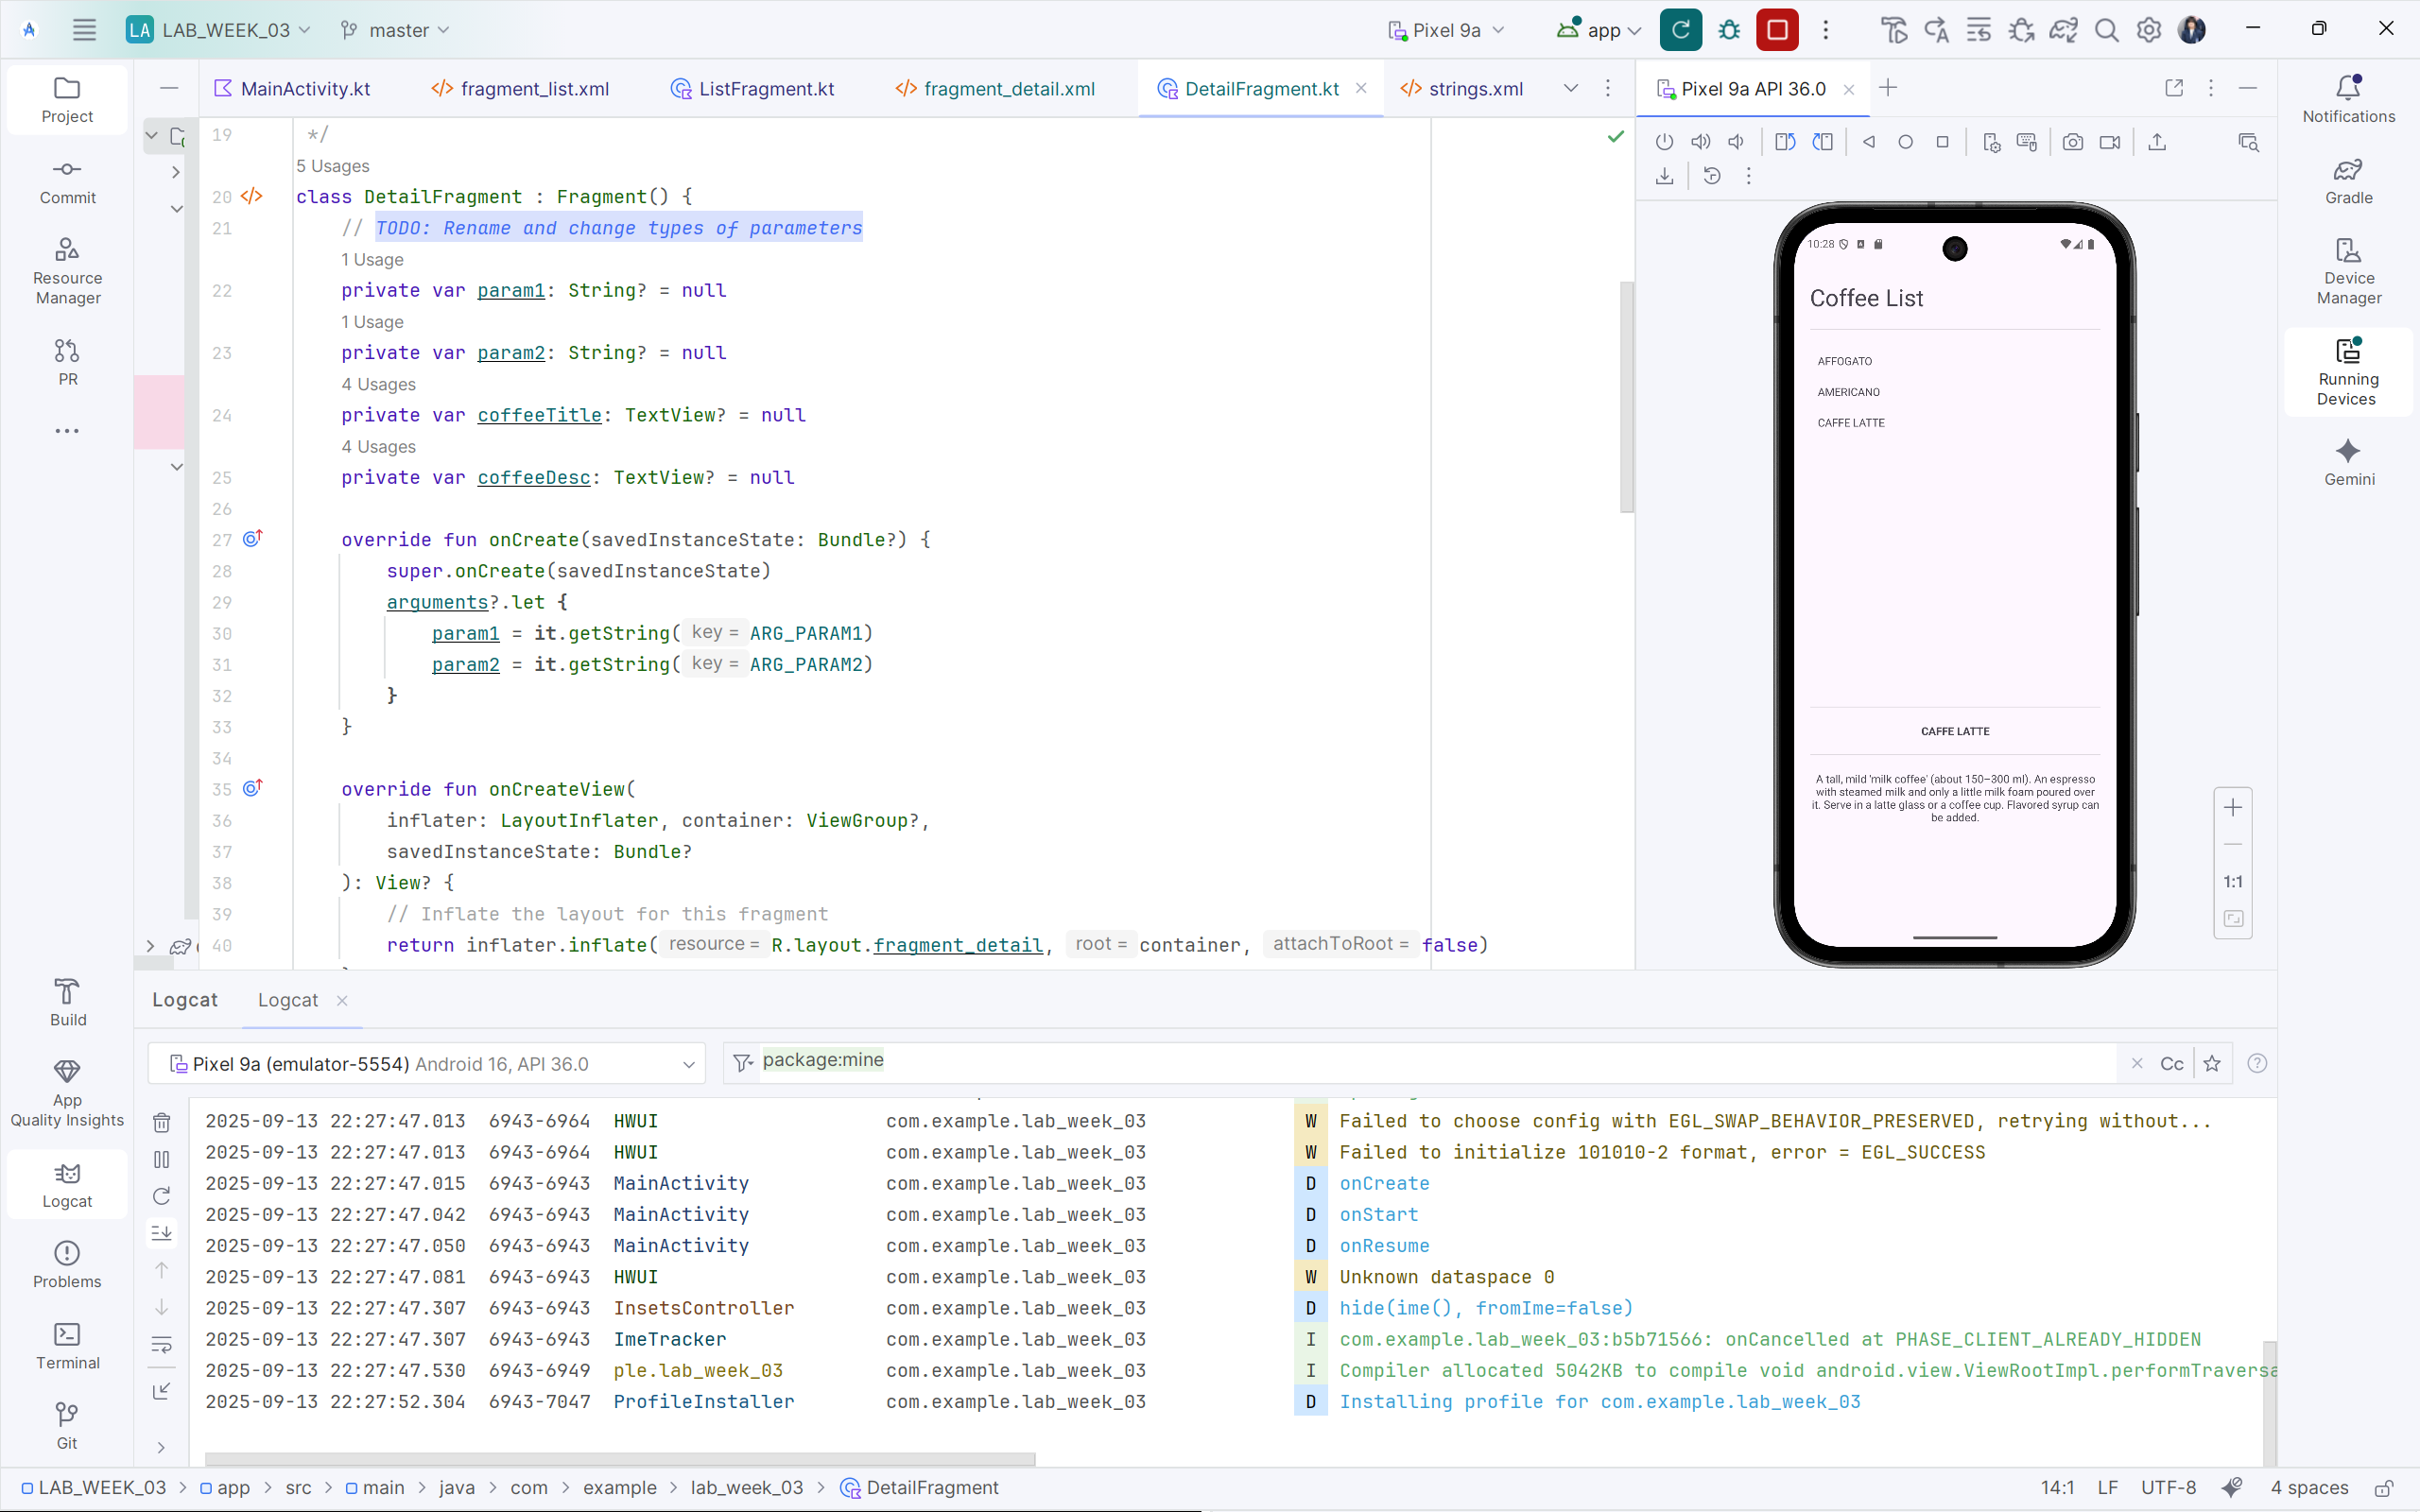 LA LAB_WEEK_03
master
Pixel 9a
app
Project
Commit
Resource Manager
PR
MainActivity.kt
fragment_list.xml
ListFragment.kt
fragment_detail.xml
DetailFragment.kt
strings.xml
19 */
5 Usages
20 class DetailFragment : Fragment() {
21 // TODO: Rename and change types of parameters
1 Usage
22 private var param1: String? = null
1 Usage
23 private var param2: String? = null
4 Usages
24 private var coffeeTitle: TextView? = null
4 Usages
25 private var coffeeDesc: TextView? = null
26
27 override fun onCreate(savedInstanceState: Bundle?) {
28 super.onCreate(savedInstanceState)
29 arguments?.let {
30 param1 = it.getString( key = ARG_PARAM1)
31 param2 = it.getString( key = ARG_PARAM2)
32 }
33 }
34
35 override fun onCreateView(
36 inflater: LayoutInflater, container: ViewGroup?,
37 savedInstanceState: Bundle?
38 ): View? {
39 // Inflate the layout for this fragment
40 return inflater.inflate( resource = R.layout.fragment_detail, root = container, attachToRoot = false)
Pixel 9a API 36.0
10:28
Coffee List
AFFOGATO
AMERICANO
CAFFE LATTE
CAFFE LATTE
A tall, mild 'milk coffee' (about 150–300 ml). An espresso
with steamed milk and only a little milk foam poured over
it. Serve in a latte glass or a coffee cup. Flavored syrup can
be added.
1:1
Notifications
Gradle
Device Manager
Running Devices
Gemini
Build
App Quality Insights
Logcat
Problems
Terminal
Git
Logcat Logcat
Pixel 9a (emulator-5554) Android 16, API 36.0
package:mine
Cc
2025-09-13 22:27:47.013 6943-6964 HWUI com.example.lab_week_03 W Failed to choose config with EGL_SWAP_BEHAVIOR_PRESERVED, retrying without...
2025-09-13 22:27:47.013 6943-6964 HWUI com.example.lab_week_03 W Failed to initialize 101010-2 format, error = EGL_SUCCESS
2025-09-13 22:27:47.015 6943-6943 MainActivity com.example.lab_week_03 D onCreate
2025-09-13 22:27:47.042 6943-6943 MainActivity com.example.lab_week_03 D onStart
2025-09-13 22:27:47.050 6943-6943 MainActivity com.example.lab_week_03 D onResume
2025-09-13 22:27:47.081 6943-6943 HWUI com.example.lab_week_03 W Unknown dataspace 0
2025-09-13 22:27:47.307 6943-6943 InsetsController com.example.lab_week_03 D hide(ime(), fromIme=false)
2025-09-13 22:27:47.307 6943-6943 ImeTracker com.example.lab_week_03 I com.example.lab_week_03:b5b71566: onCancelled at PHASE_CLIENT_ALREADY_HIDDEN
2025-09-13 22:27:47.530 6943-6949 ple.lab_week_03 com.example.lab_week_03 I Compiler allocated 5042KB to compile void android.view.ViewRootImpl.performTraversa
2025-09-13 22:27:52.304 6943-7047 ProfileInstaller com.example.lab_week_03 D Installing profile for com.example.lab_week_03
LAB_WEEK_03 > app > src > main > java > com > example > lab_week_03 > DetailFragment
14:1 LF UTF-8 4 spaces